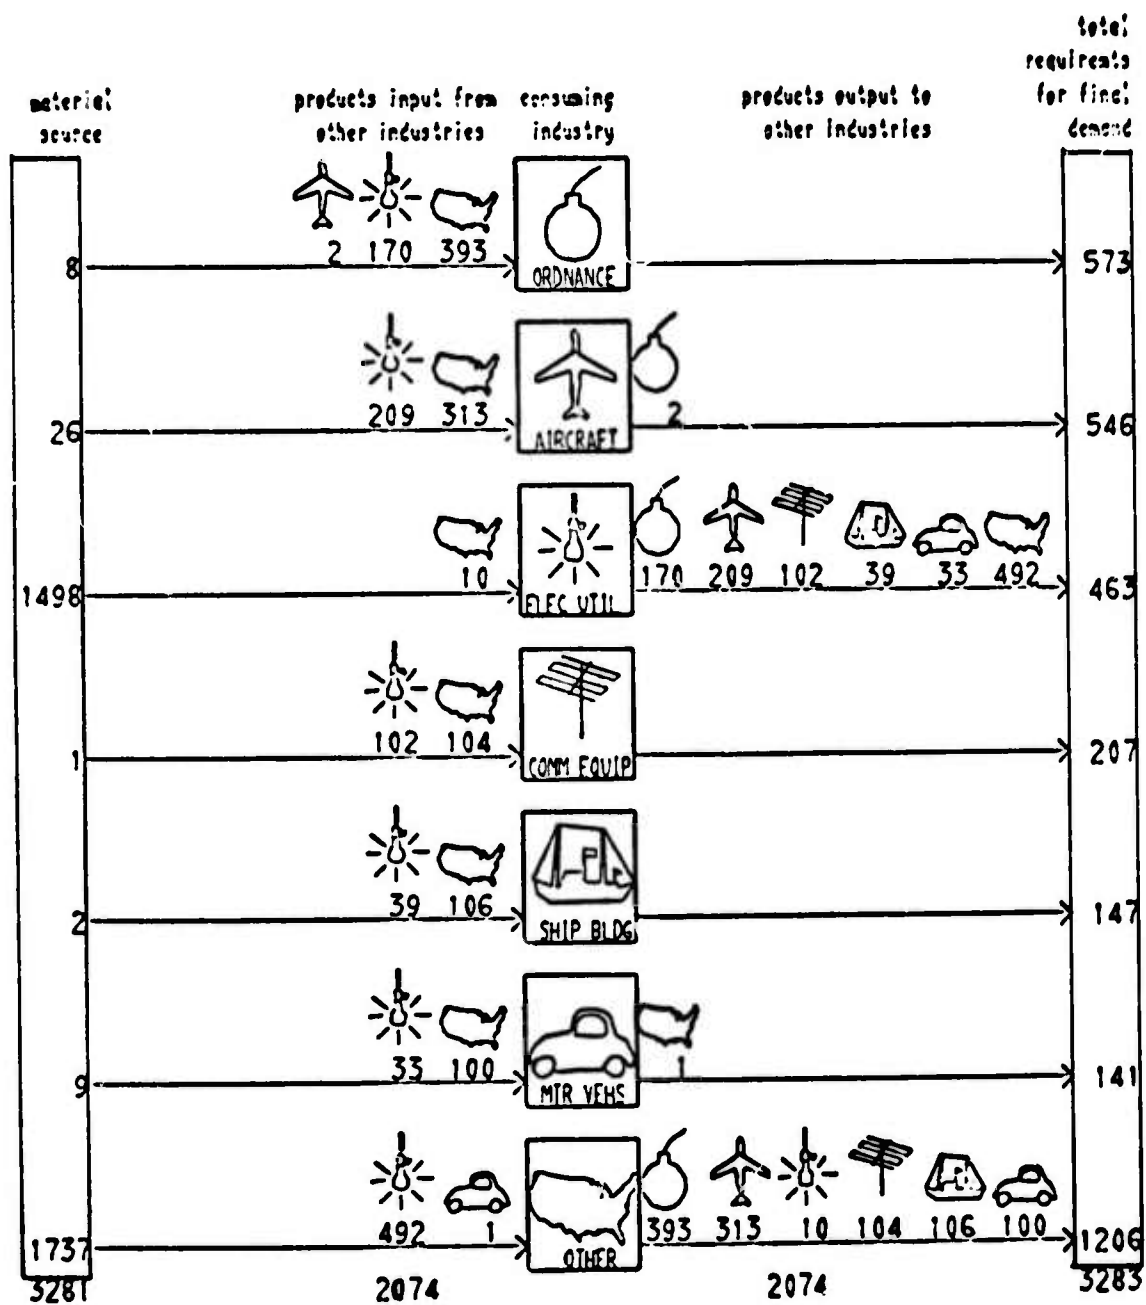 total
requirents
for final
demand
material
source
products input from
other industries
consuming
industry
products output to
other industries
2 170 393
8
ORDNANCE
573
209 313
26
AIRCRAFT
2
546
10
1498
ELEC UTIL
170 209 102 39 33 492
463
102 104
1
COMM EQUIP
207
39 106
2
SHIP BLDG
147
33 100
9
MTR VEHS
1
141
492 1
1737
OTHER
393 313 10 104 106 100
1206
3281
2074
2074
3283